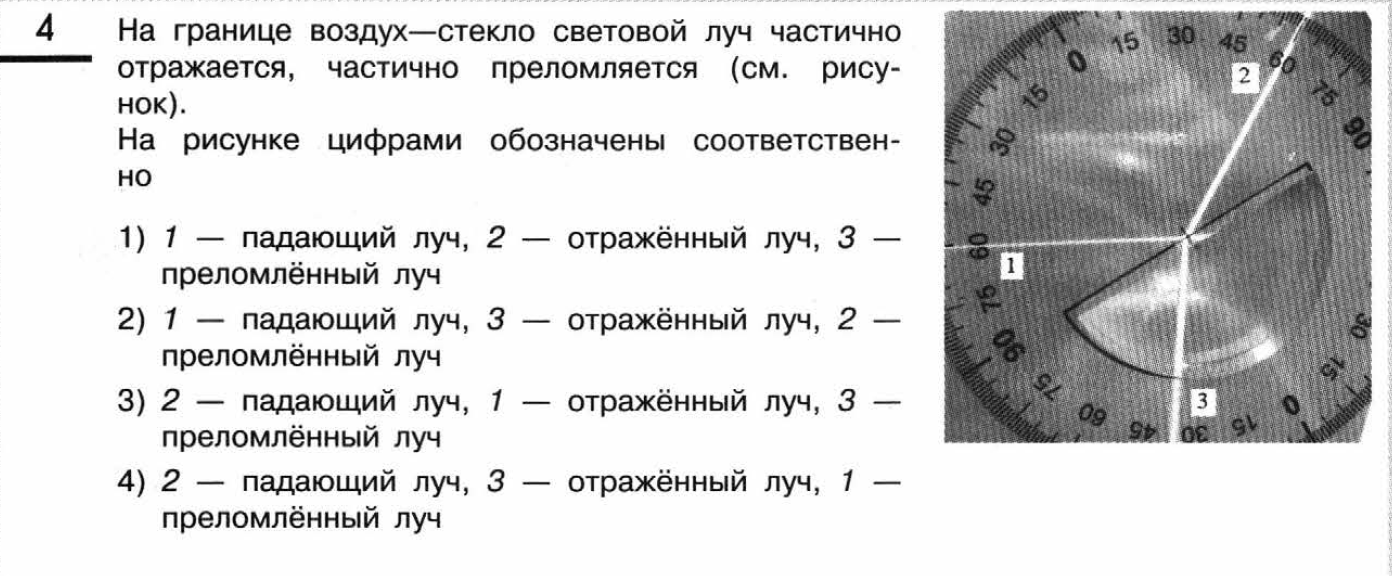 4
На границе воздух—стекло световой луч частично
отражается, частично преломляется (см. рису-
нок).
На рисунке цифрами обозначены соответствен-
но
1) 1 — падающий луч, 2 — отражённый луч, 3 —
преломлённый луч
2) 1 — падающий луч, 3 — отражённый луч, 2 —
преломлённый луч
3) 2 — падающий луч, 1 — отражённый луч, 3 —
преломлённый луч
4) 2 — падающий луч, 3 — отражённый луч, 1 —
преломлённый луч
0 15 30 45 60 75 90
2
15
30
45
60
1
75
90
75
60
45
30
15
0
15
30
3